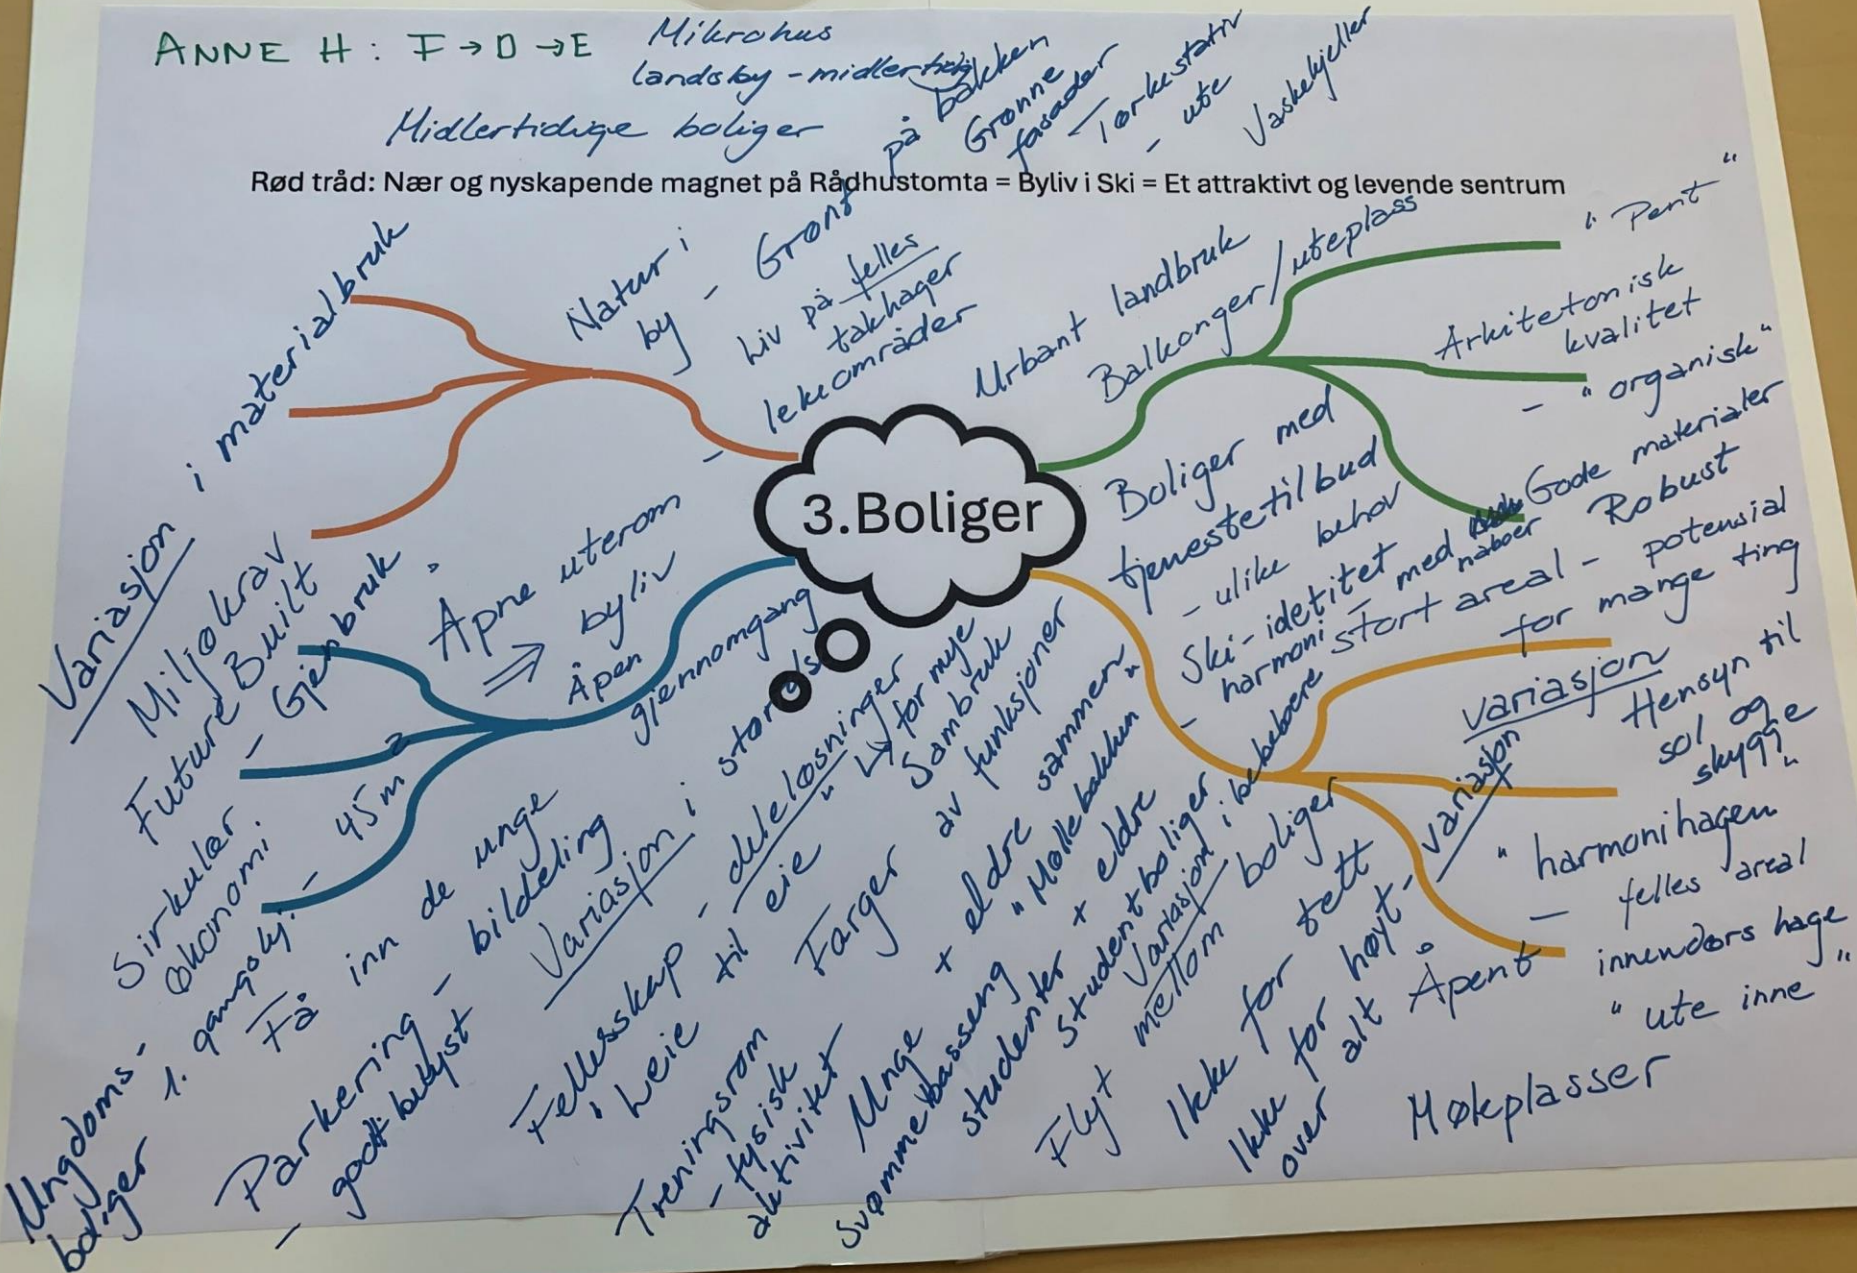 ANNE H : F → D → E
Mikrohus
landsby - midlertidig
Midlertidige boliger
Rød tråd: Nær og nyskapende magnet på Rådhustomta = Byliv i Ski = Et attraktivt og levende sentrum
Natur i
by - Grønt på bakken
Grønne
fasader
Tørkestativ
- ute
Vaskekjeller
Liv på felles
takhager
- lekeområder
Urbant landbruk
Balkonger/uteplass
"Pent"
Arkitetonisk
kvalitet
- "organisk"
Gode materialer
Robust
Variasjon i materialbruk
3.Boliger
Miljøkrav
FutureBuilt
- Gjenbruk
Sirkulær
økonomi
Åpne uterom
⇒ byliv
Åpen
gjennomgang
Boliger med
tjenestetilbud
- ulike behov
Ski-idetitet
- harmoni med
naboer
stort areal - potensial
for mange ting
variasjon
Hensyn til
sol og
skygge
"harmonihagen"
- felles areal
innendørs hage
"ute inne"
Møkplasser
Ungdoms-
boliger
1. gangskj.
- 45 m2
Få inn de unge
Parkering - bildeling
- godt belyst
Variasjon i størrelse
Fellesskap - deleløsninger
i Leie til eie
"↳ for mye"
Sambruk
av funksjoner
Farger
Treningsrom
- fysisk
aktivitet
Unge + eldre sammen
Svømmebasseng
"Møllebakken"
studenter + eldre
studentboliger
Variasjon i beboere
Flyt mellom boliger
Ikke for tett
Ikke for høyt - variasjon
over alt
Åpent